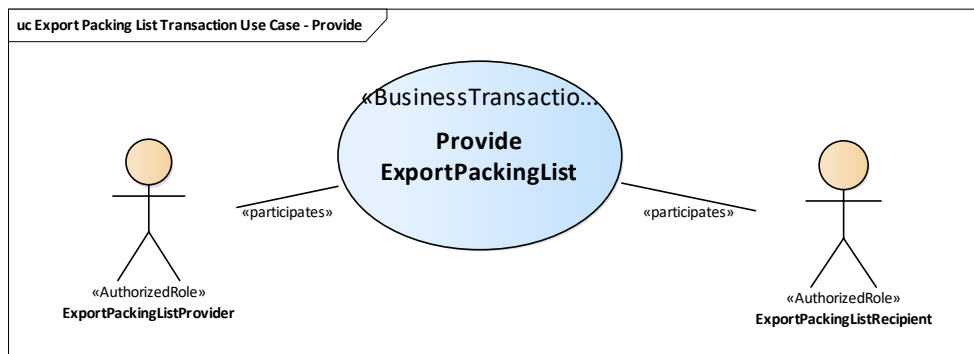 uc Export Packing List Transaction Use Case - Provide
«BusinessTransactio...
Provide
ExportPackingList
«participates»
«participates»
«AuthorizedRole»
ExportPackingListProvider
«AuthorizedRole»
ExportPackingListRecipient